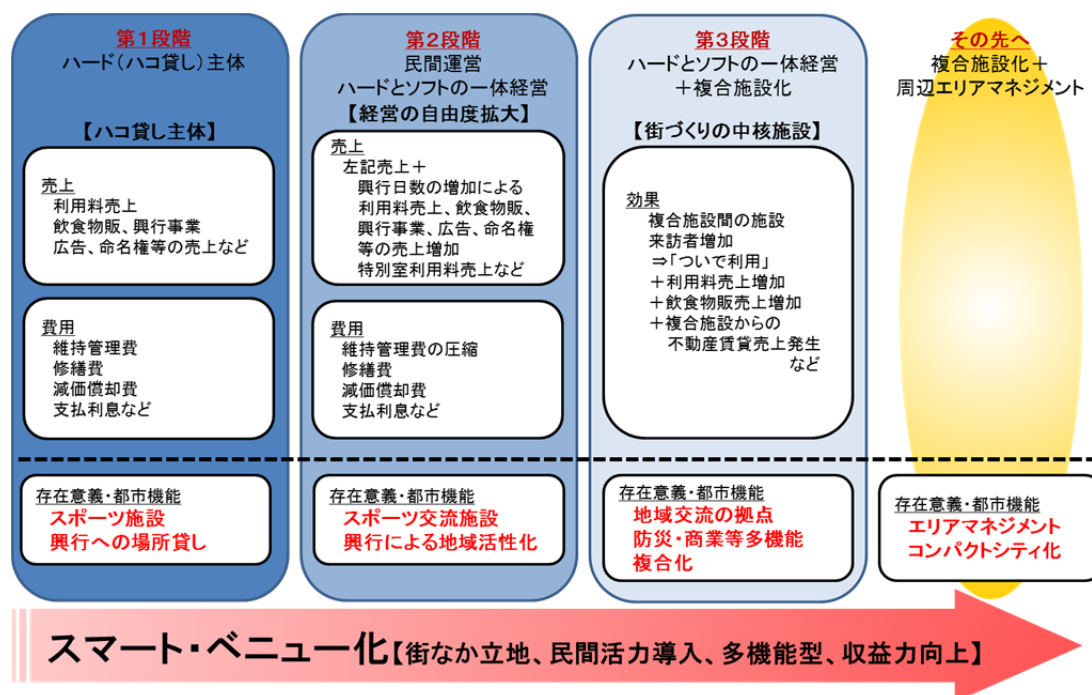 第1段階
ハード（ハコ貸し）主体
【ハコ貸し主体】
売上
利用料売上
飲食物販、興行事業
広告、命名権等の売上など
費用
維持管理費
修繕費
減価償却費
支払利息など
存在意義・都市機能
スポーツ施設
興行への場所貸し
第2段階
民間運営
ハードとソフトの一体経営
【経営の自由度拡大】
売上
左記売上＋
興行日数の増加による
利用料売上、飲食物販、
興行事業、広告、命名権
等の売上増加
特別室利用料売上など
費用
維持管理費の圧縮
修繕費
減価償却費
支払利息など
存在意義・都市機能
スポーツ交流施設
興行による地域活性化
第3段階
ハードとソフトの一体経営
＋複合施設化
【街づくりの中核施設】
効果
複合施設間の施設
来訪者増加
⇒「ついで利用」
＋利用料売上増加
＋飲食物販売上増加
＋複合施設からの
不動産賃貸売上発生
など
存在意義・都市機能
地域交流の拠点
防災・商業等多機能
複合化
その先へ
複合施設化＋
周辺エリアマネジメント
存在意義・都市機能
エリアマネジメント
コンパクトシティ化
スマート・ベニュー化【街なか立地、民間活力導入、多機能型、収益力向上】